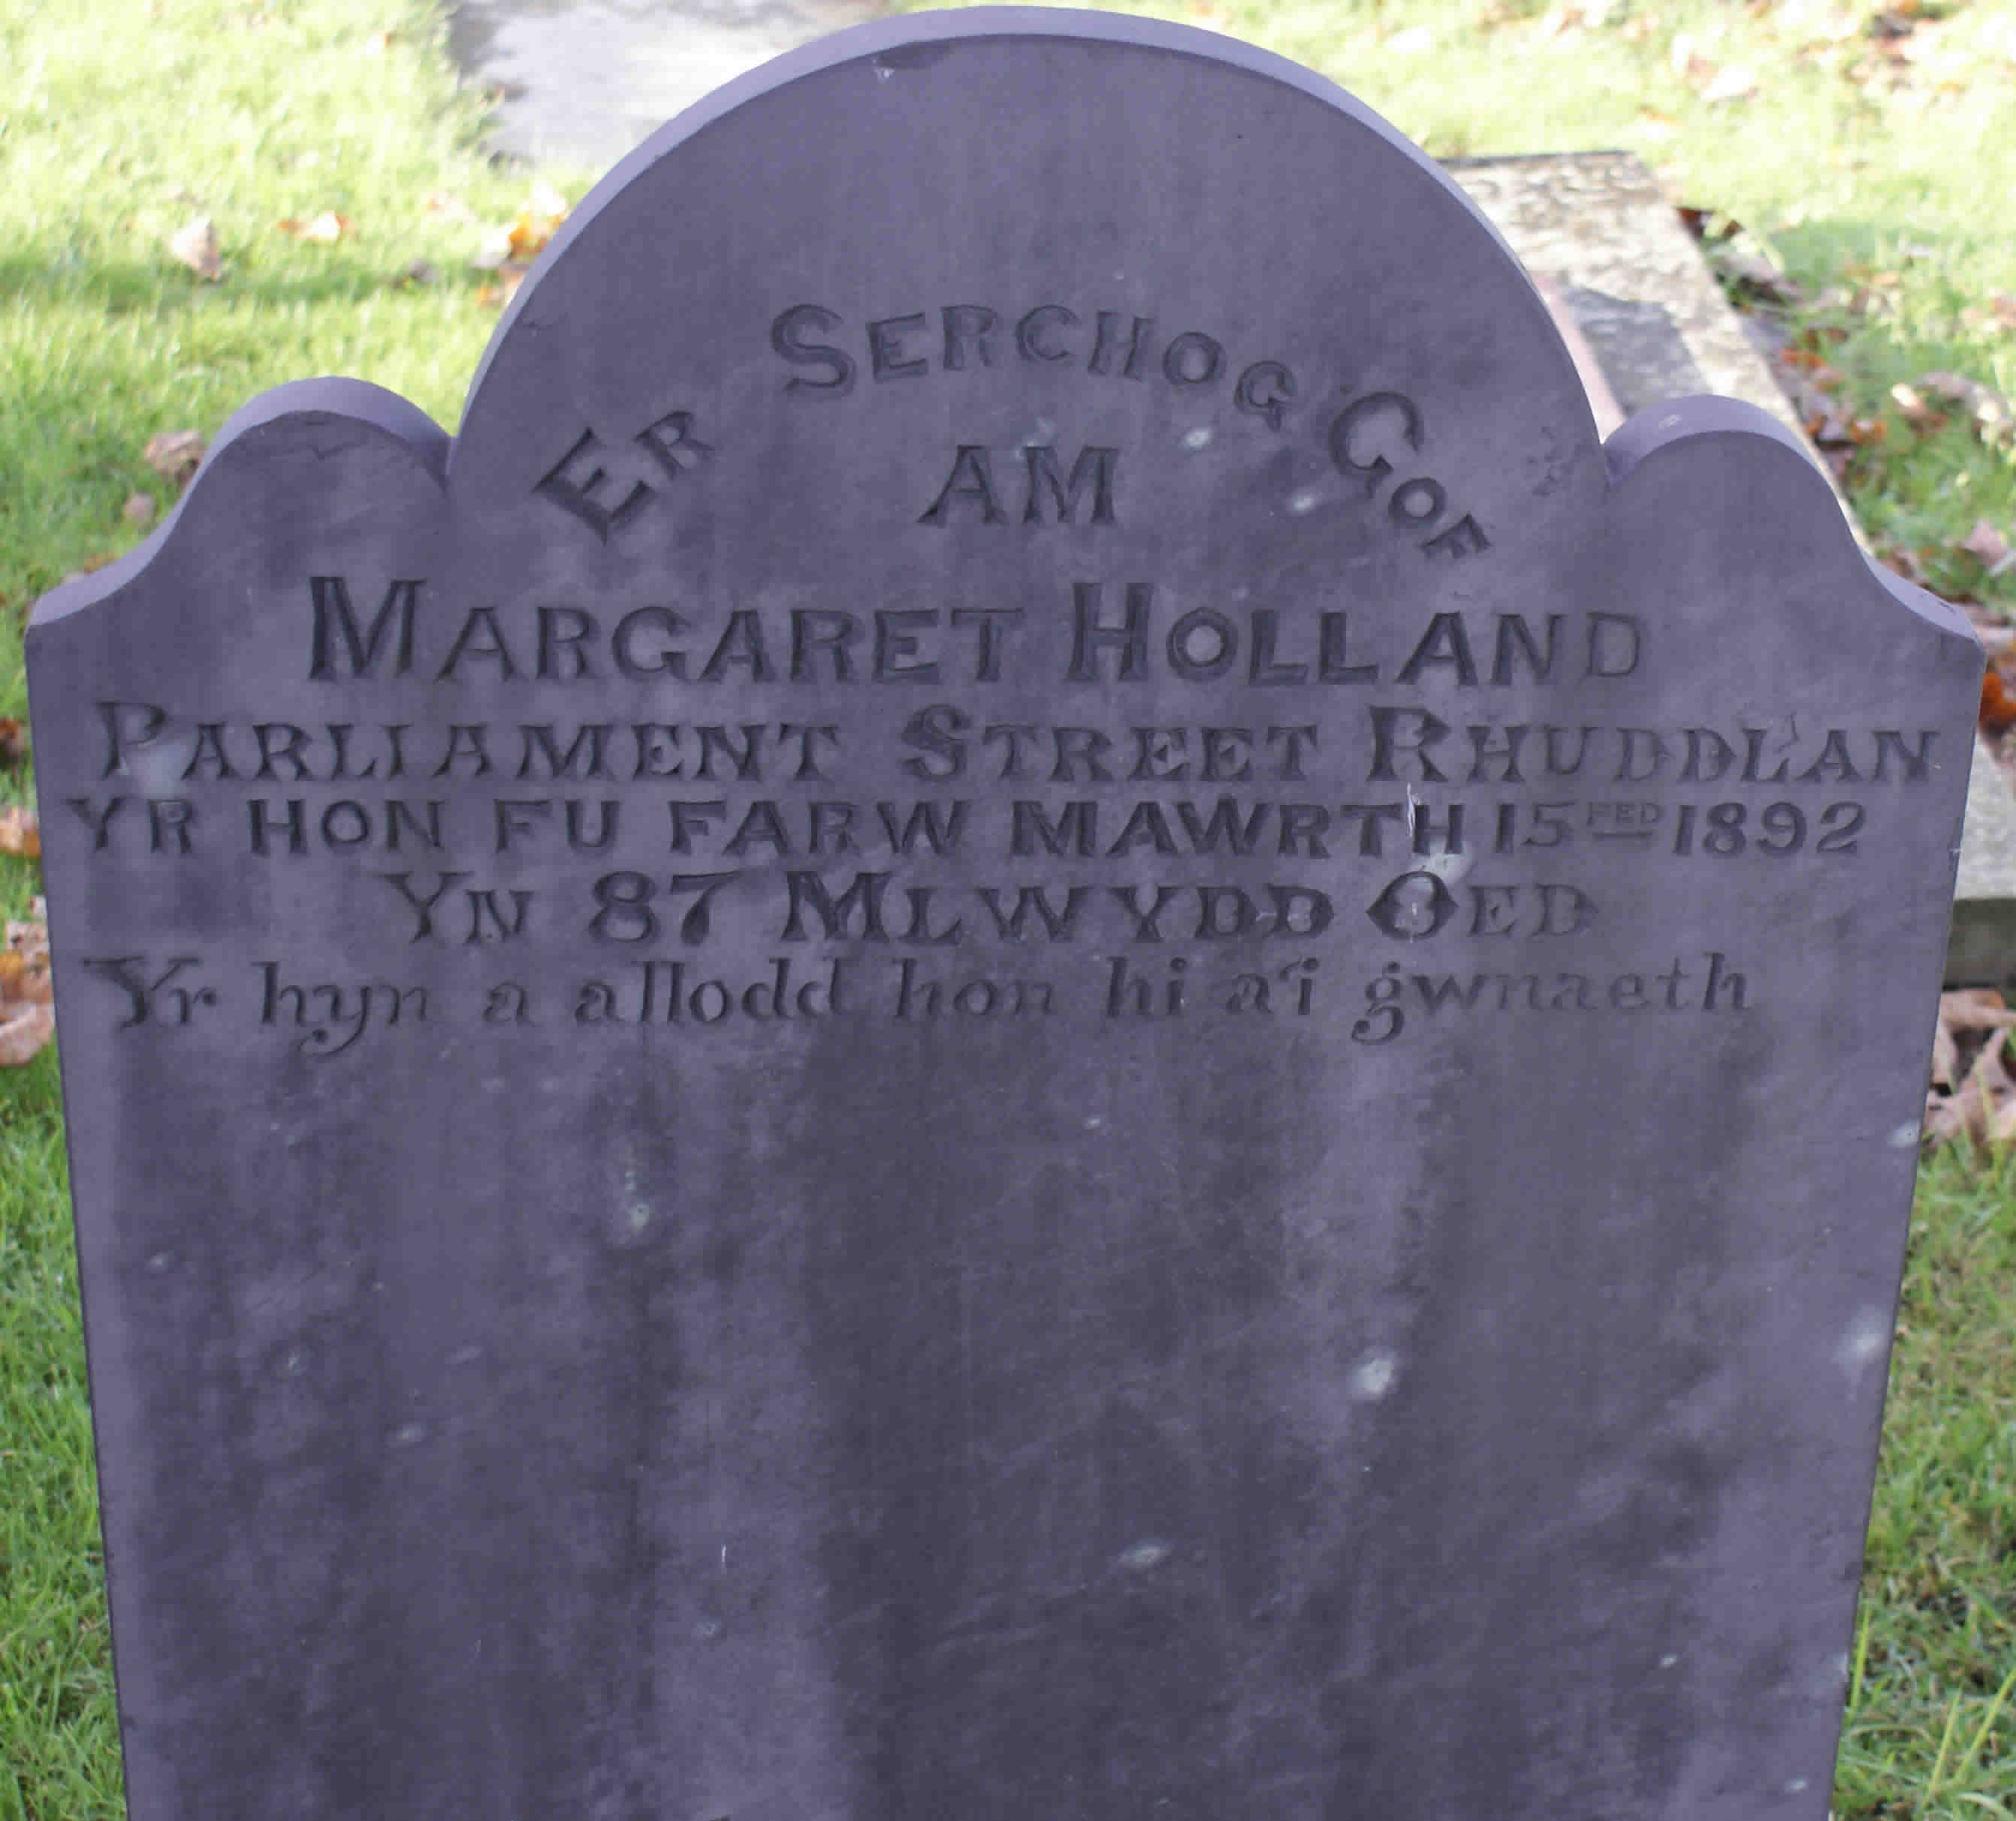 ER SERCHOG GOF
AM
MARGARET HOLLAND
PARLIAMENT STREET RHUDDLAN
YR HON FU FARW MAWRTH 15FED 1892
YN 87 MLWYDD OED
Yr hyn a allodd hon hi a'i gwnaeth